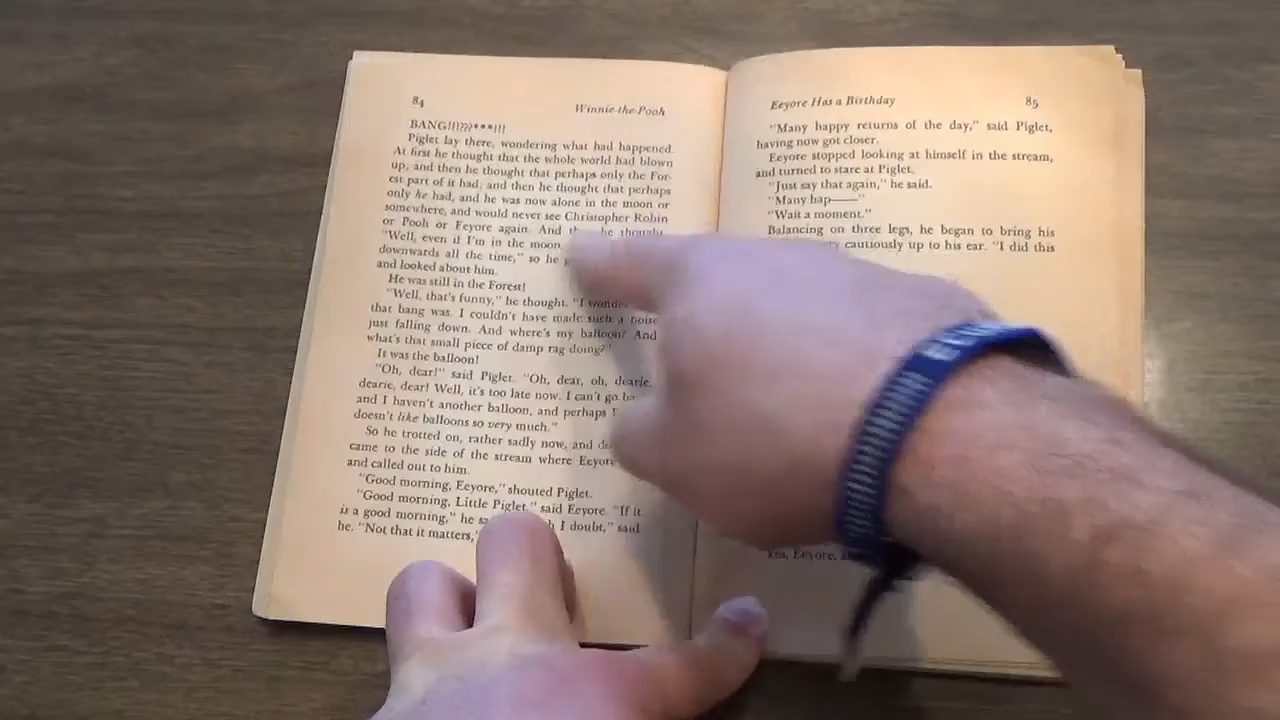 84
Winnie-the-Pooh
BANG!!!???***!!!
Piglet lay there, wondering what had happened.
At first he thought that the whole world had blown
up; and then he thought that perhaps only the For-
est part of it had; and then he thought that perhaps
only he had, and he was now alone in the moon or
somewhere, and would never see Christopher Robin
or Pooh or Eeyore again. And he thought
"Well, even if I'm in the moon,
downwards all the time," so he
and looked about him.
He was still in the Forest!
"Well, that's funny," he thought. "I
that bang was. I couldn't have made such a noise
just falling down. And where's my balloon? And
what's that small piece of damp rag doing?"
It was the balloon!
"Oh, dear!" said Piglet. "Oh, dear, oh, dearie,
dearie, dear! Well, it's too late now. I can't go
and I haven't another balloon, and perhaps
doesn't like balloons so very much."
So he trotted on, rather sadly now, and
came to the side of the stream where Eeyore
and called out to him.
"Good morning, Eeyore," shouted Piglet.
"Good morning, Little Piglet," said Eeyore. "If it
is a good morning," he I doubt," said
he. "Not that it matters,"
Eeyore Has a Birthday
85
"Many happy returns of the day," said Piglet,
having now got closer.
Eeyore stopped looking at himself in the stream,
and turned to stare at Piglet.
"Just say that again," he said.
"Many hap——"
"Wait a moment."
Balancing on three legs, he began to bring his
cautiously up to his ear. "I did this
Yes, Eeyore,